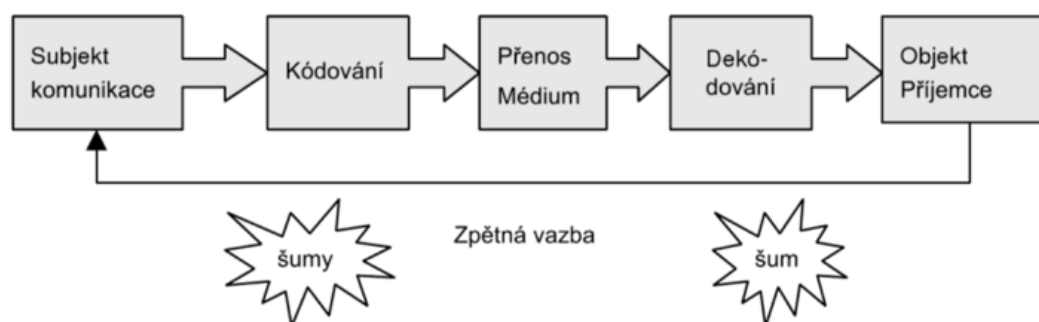 Subjekt
komunikace
Kódování
Přenos
Médium
Dekó-
dování
Objekt
Příjemce
Zpětná vazba
šumy
šum